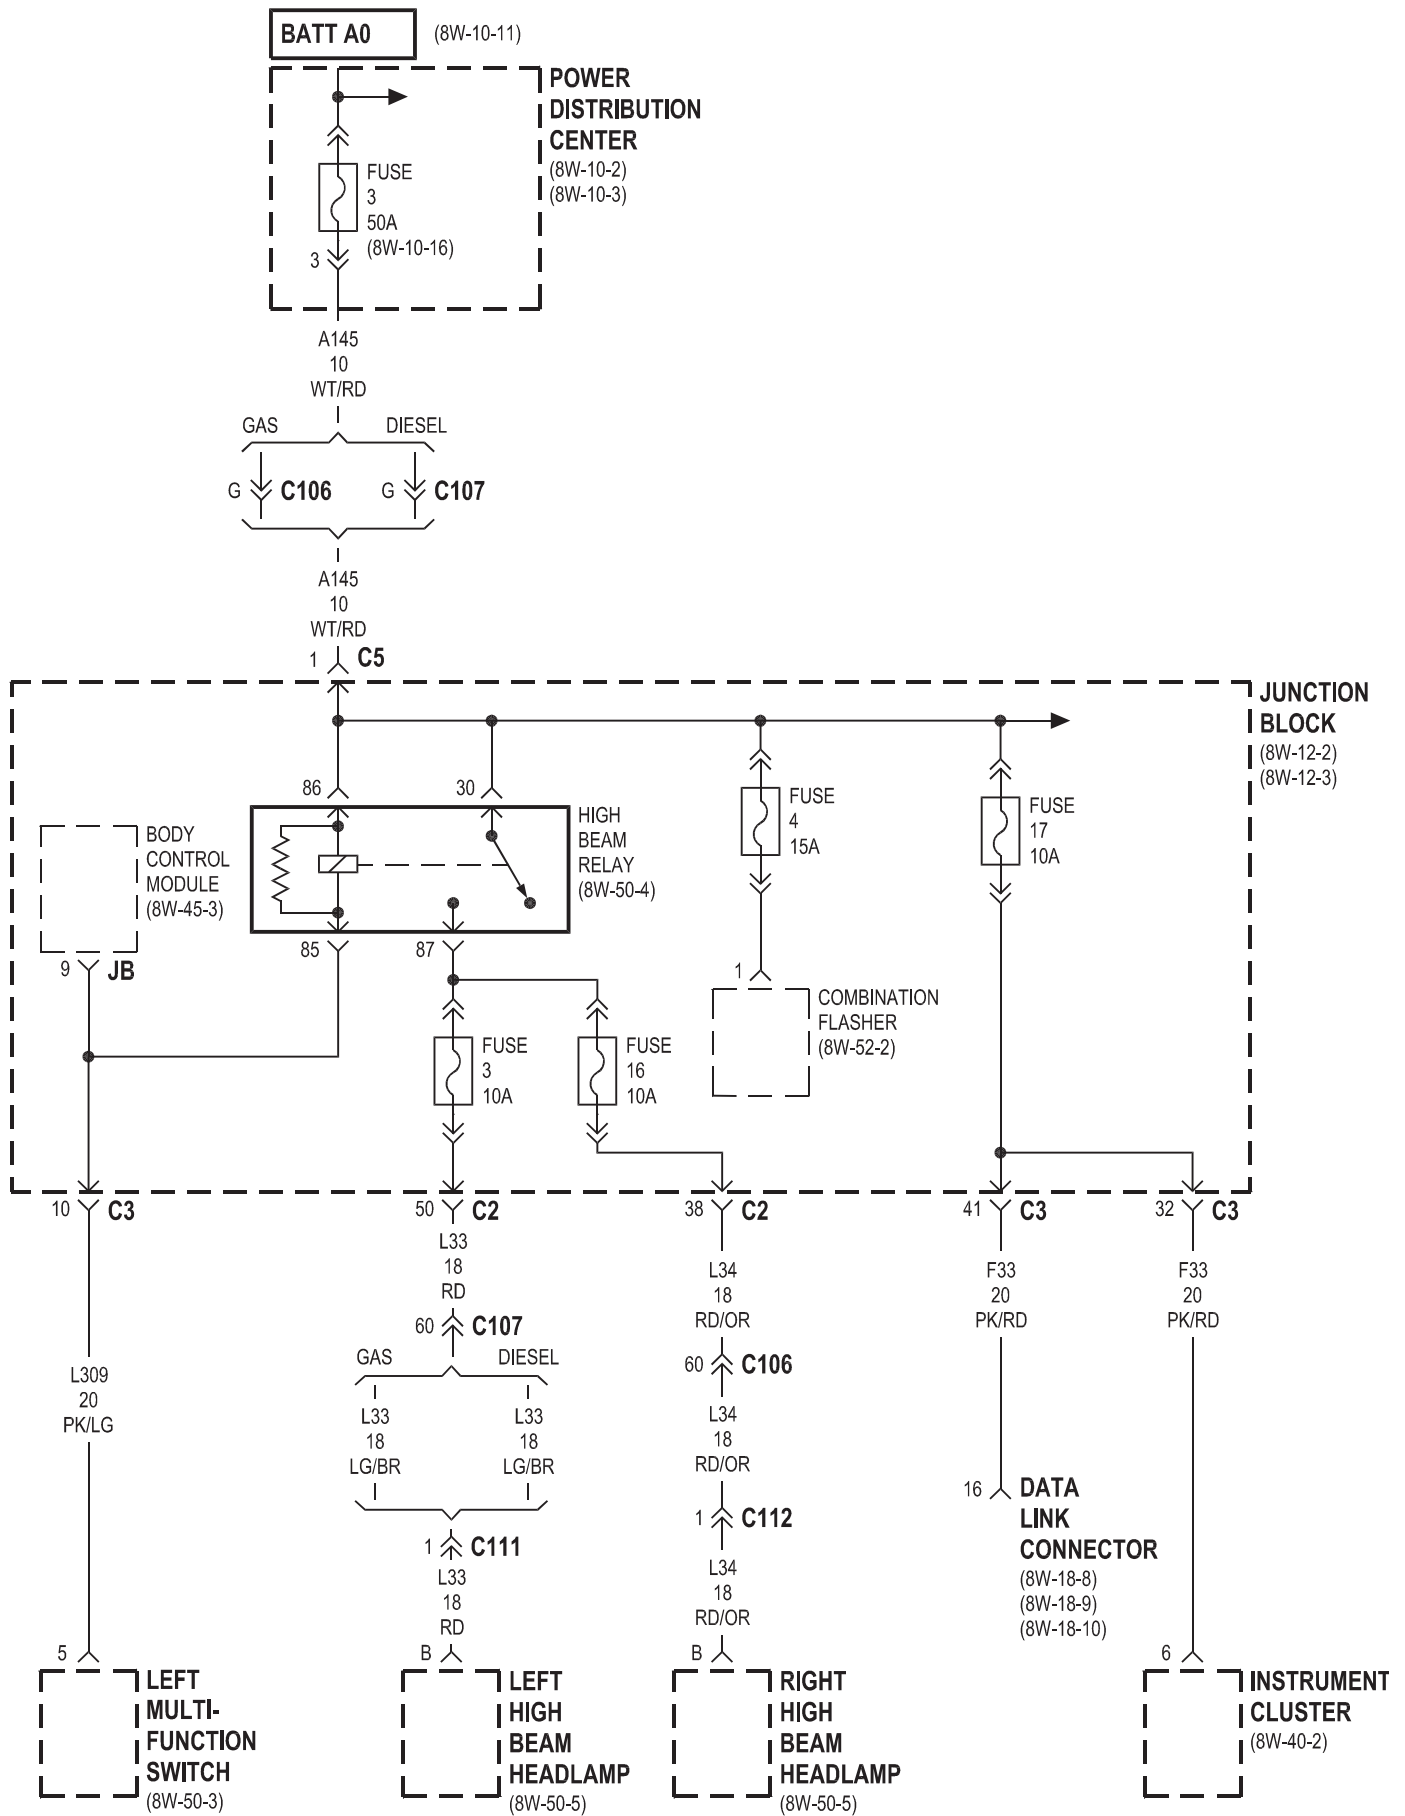 BATT A0
(8W-10-11)
POWER
DISTRIBUTION
CENTER
(8W-10-2)
(8W-10-3)
FUSE
3
50A
(8W-10-16)
3
A145
10
WT/RD
GAS
DIESEL
G
C106
G
C107
A145
10
WT/RD
1
C5
JUNCTION
BLOCK
(8W-12-2)
(8W-12-3)
86
30
HIGH
BEAM
RELAY
(8W-50-4)
FUSE
4
15A
FUSE
17
10A
BODY
CONTROL
MODULE
(8W-45-3)
85
87
9
JB
1
COMBINATION
FLASHER
(8W-52-2)
FUSE
3
10A
FUSE
16
10A
10
C3
50
C2
38
C2
41
C3
32
C3
L33
18
RD
60
C107
GAS
DIESEL
L33
18
LG/BR
L33
18
LG/BR
1
C111
L33
18
RD
L34
18
RD/OR
60
C106
L34
18
RD/OR
1
C112
L34
18
RD/OR
F33
20
PK/RD
F33
20
PK/RD
L309
20
PK/LG
16
DATA
LINK
CONNECTOR
(8W-18-8)
(8W-18-9)
(8W-18-10)
5
LEFT
MULTI-
FUNCTION
SWITCH
(8W-50-3)
B
LEFT
HIGH
BEAM
HEADLAMP
(8W-50-5)
B
RIGHT
HIGH
BEAM
HEADLAMP
(8W-50-5)
6
INSTRUMENT
CLUSTER
(8W-40-2)